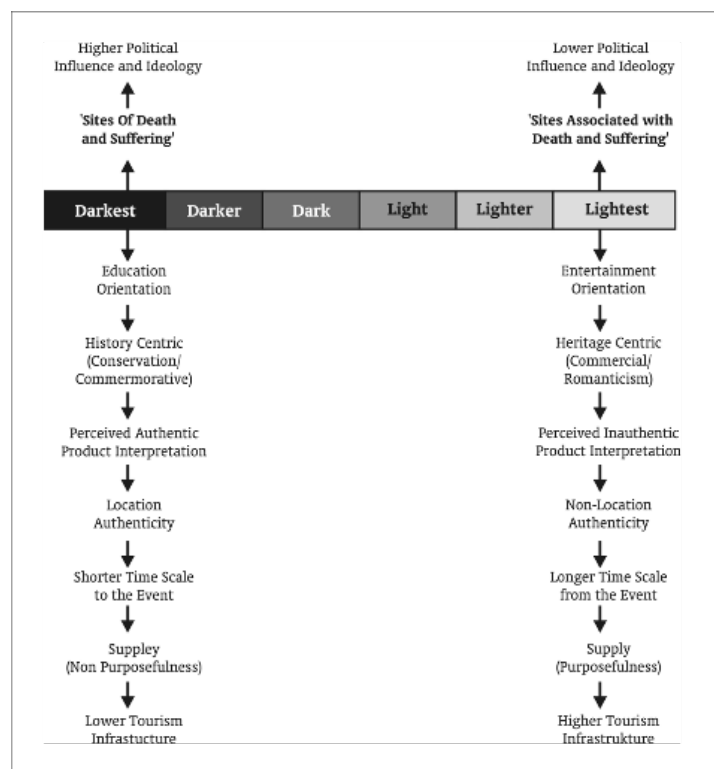 Higher Political
Influence and Ideology
Lower Political
Influence and Ideology
'Sites Of Death
and Suffering'
'Sites Associated with
Death and Suffering'
Darkest Darker Dark Light Lighter Lightest
Education
Orientation
Entertainment
Orientation
History Centric
(Conservation/
Commermorative)
Heritage Centric
(Commercial/
Romanticism)
Perceived Authentic
Product Interpretation
Perceived Inauthentic
Product Interpretation
Location
Authenticity
Non-Location
Authenticity
Shorter Time Scale
to the Event
Longer Time Scale
from the Event
Suppley
(Non Purposefulness)
Supply
(Purposefulness)
Lower Tourism
Infrastucture
Higher Tourism
Infrastrukture